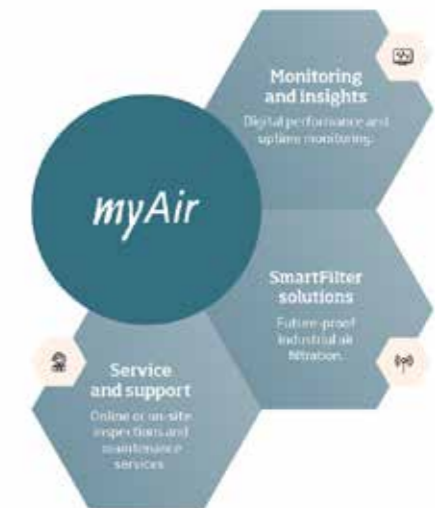 Monitoring
and insights
Digital performance and
uptime monitoring.
myAir
SmartFilter
solutions
Future-proof
industrial air
filtration.
Service
and support
Online or on-site
inspections and
maintenance
services